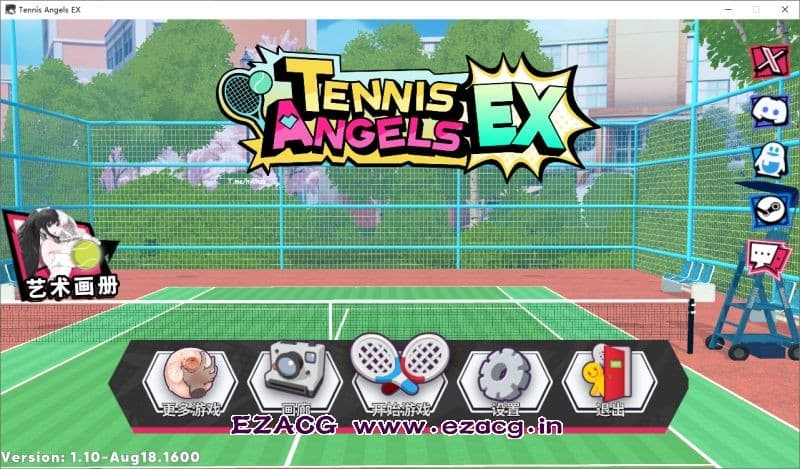 Tennis Angels EX
TENNIS
ANGELS EX
艺术画册
更多游戏
画廊
开始游戏
设置
退出
EZACG www.ezacg.in
Version: 1.10-Aug18.1600